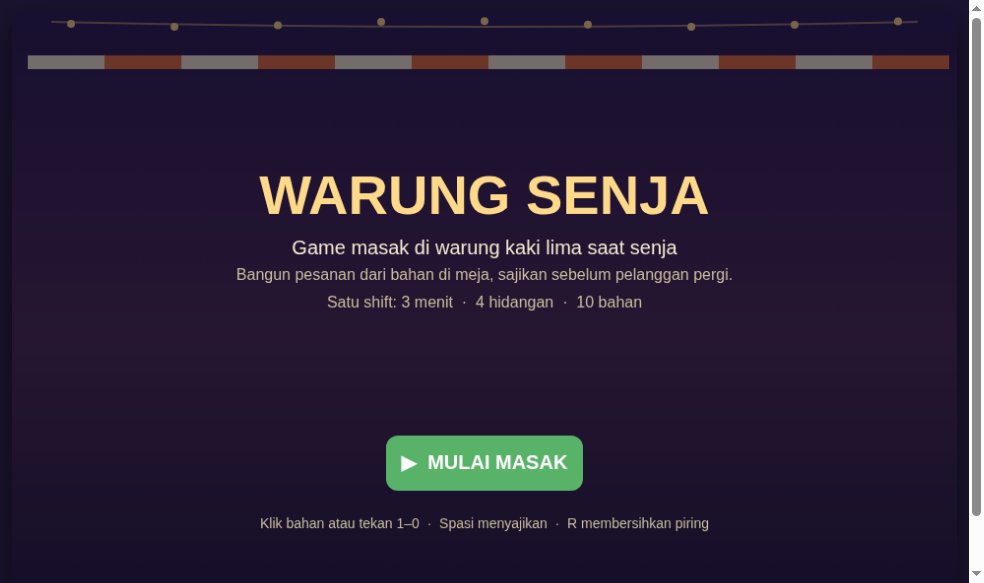 WARUNG SENJA
Game masak di warung kaki lima saat senja
Bangun pesanan dari bahan di meja, sajikan sebelum pelanggan pergi.
Satu shift: 3 menit · 4 hidangan · 10 bahan
▶ MULAI MASAK
Klik bahan atau tekan 1–0 · Spasi menyajikan · R membersihkan piring